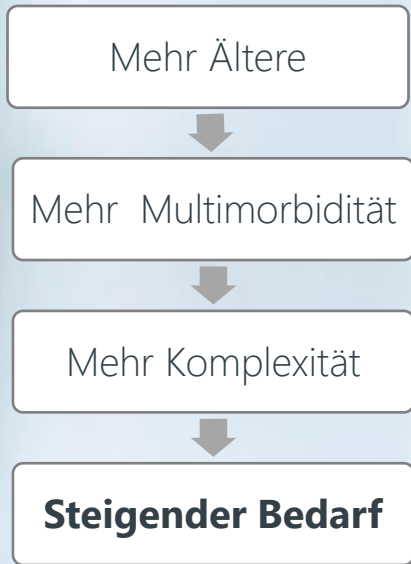 Mehr Ältere
Mehr Multimorbidität
Mehr Komplexität
Steigender Bedarf